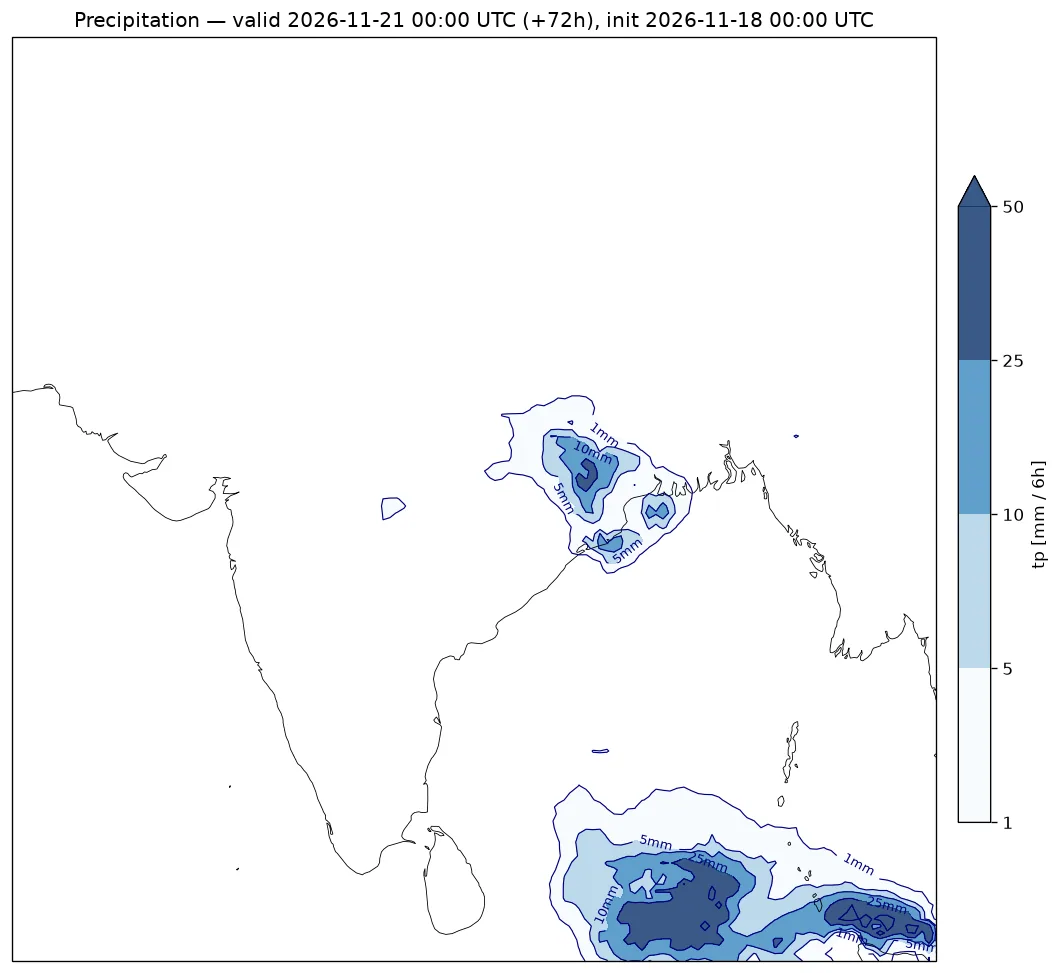 Precipitation — valid 2026-11-21 00:00 UTC (+72h), init 2026-11-18 00:00 UTC
50
25
10
5
1
tp [mm / 6h]
1mm
10mm
5mm
5mm
5mm
25mm
1mm
10mm
25mm
1mm
5mm